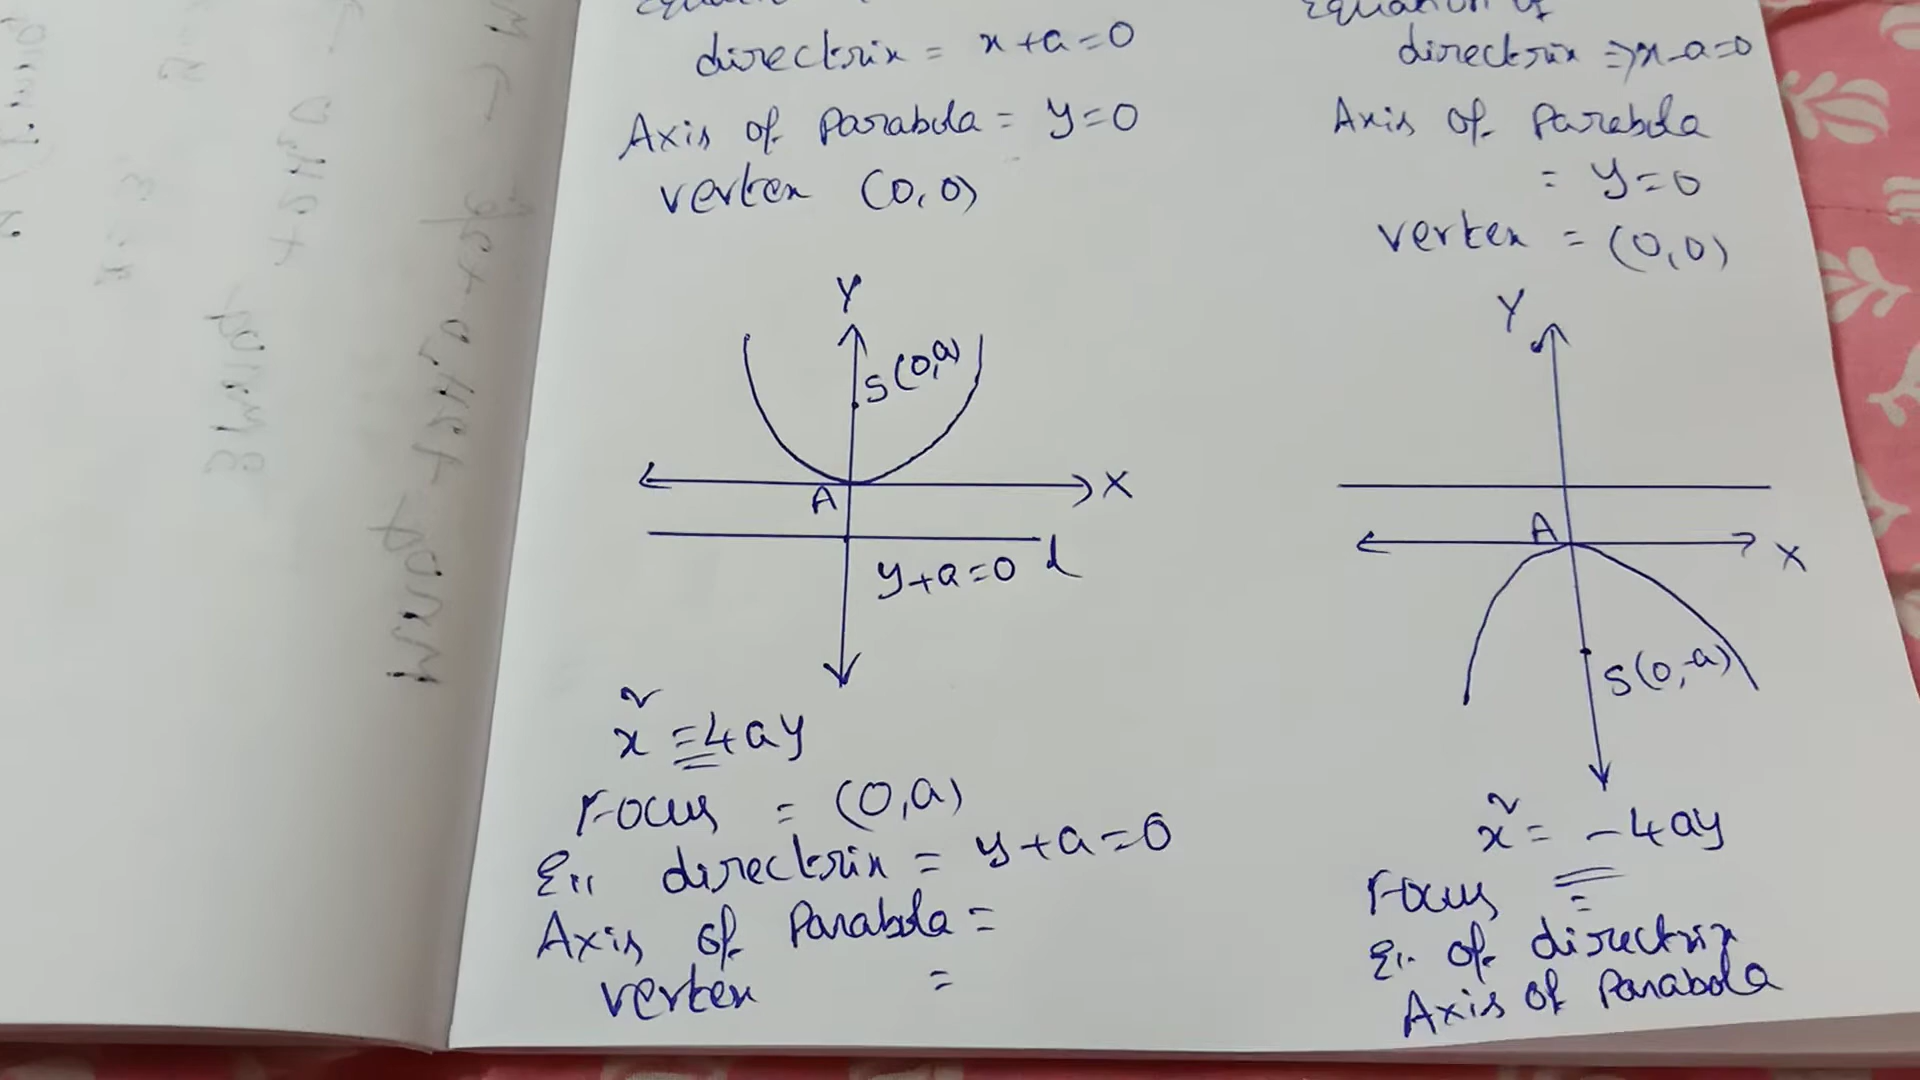 directrix = x+a=0
Axis of Parabola = y=0
vertex (0,0)
Y
S(0,a)
A
X
y+a=0 l
x² = 4ay
Focus = (0,a)
directrix = y+a=0
Axis of Parabola =
vertex =
Equation of
directrix ⇒ x-a=0
Axis of Parabola
= y=0
vertex = (0,0)
Y
A
X
S(0,-a)
x² = -4ay
Focus =
of directrix
Axis of Parabola